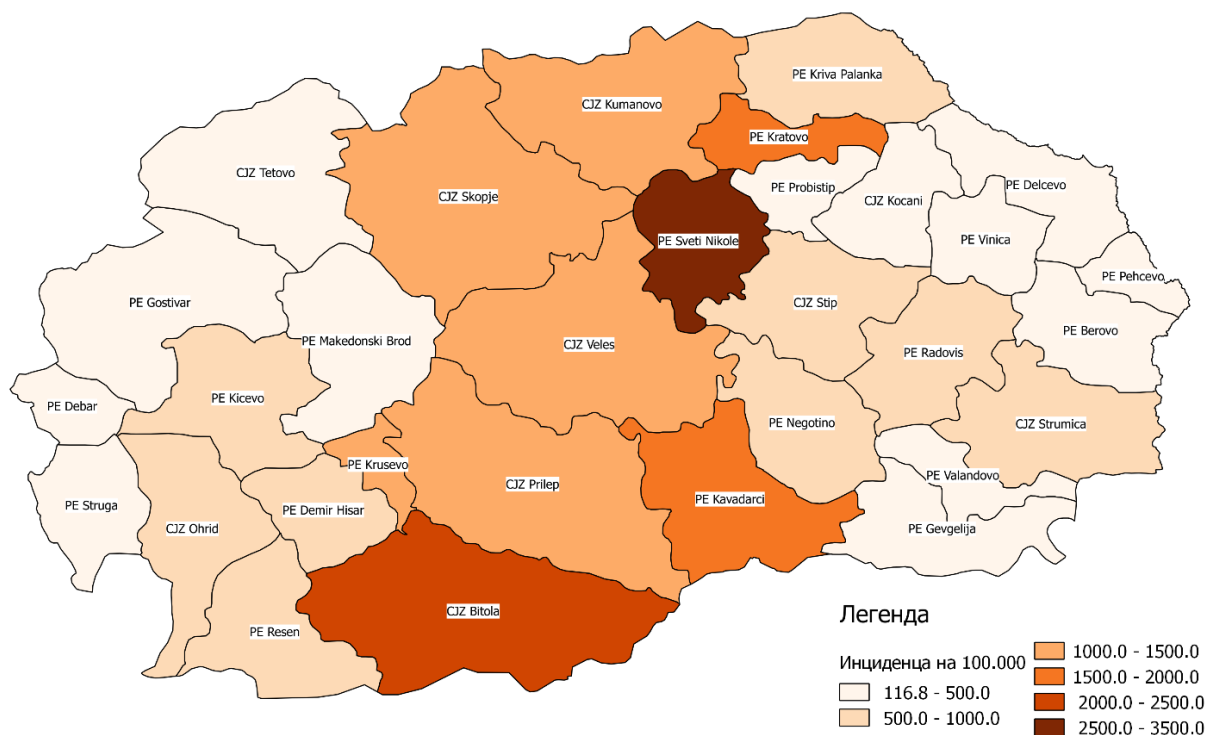 PE Kriva Palanka
CJZ Kumanovo
PE Kratovo
CJZ Tetovo
PE Probistip
PE Delcevo
CJZ Skopje
CJZ Kocani
PE Sveti Nikole
PE Vinica
PE Pehcevo
PE Gostivar
CJZ Stip
PE Berovo
PE Makedonski Brod
CJZ Veles
PE Radovis
PE Debar
PE Kicevo
PE Negotino
CJZ Strumica
PE Krusevo
PE Valandovo
CJZ Prilep
PE Kavadarci
PE Struga
PE Demir Hisar
CJZ Ohrid
PE Gevgelija
CJZ Bitola
PE Resen
Легенда
Инциденца на 100.000
116.8 - 500.0
500.0 - 1000.0
1000.0 - 1500.0
1500.0 - 2000.0
2000.0 - 2500.0
2500.0 - 3500.0